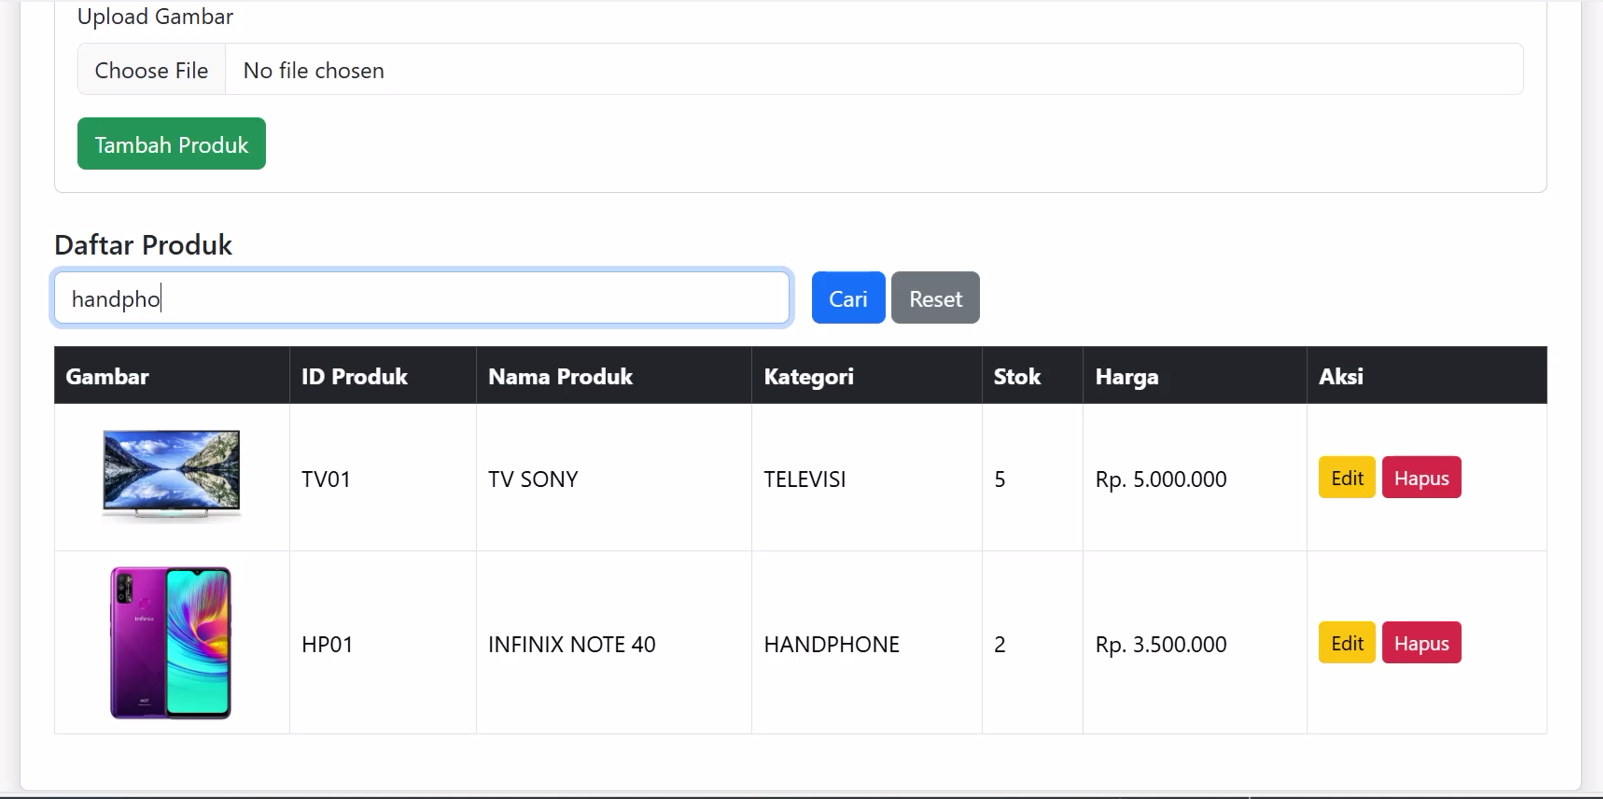 Upload Gambar
Choose File No file chosen
Tambah Produk
Daftar Produk
handpho Cari Reset
Gambar ID Produk Nama Produk Kategori Stok Harga Aksi
TV01 TV SONY TELEVISI 5 Rp. 5.000.000 Edit Hapus
Infinix
HP01 INFINIX NOTE 40 HANDPHONE 2 Rp. 3.500.000 Edit Hapus